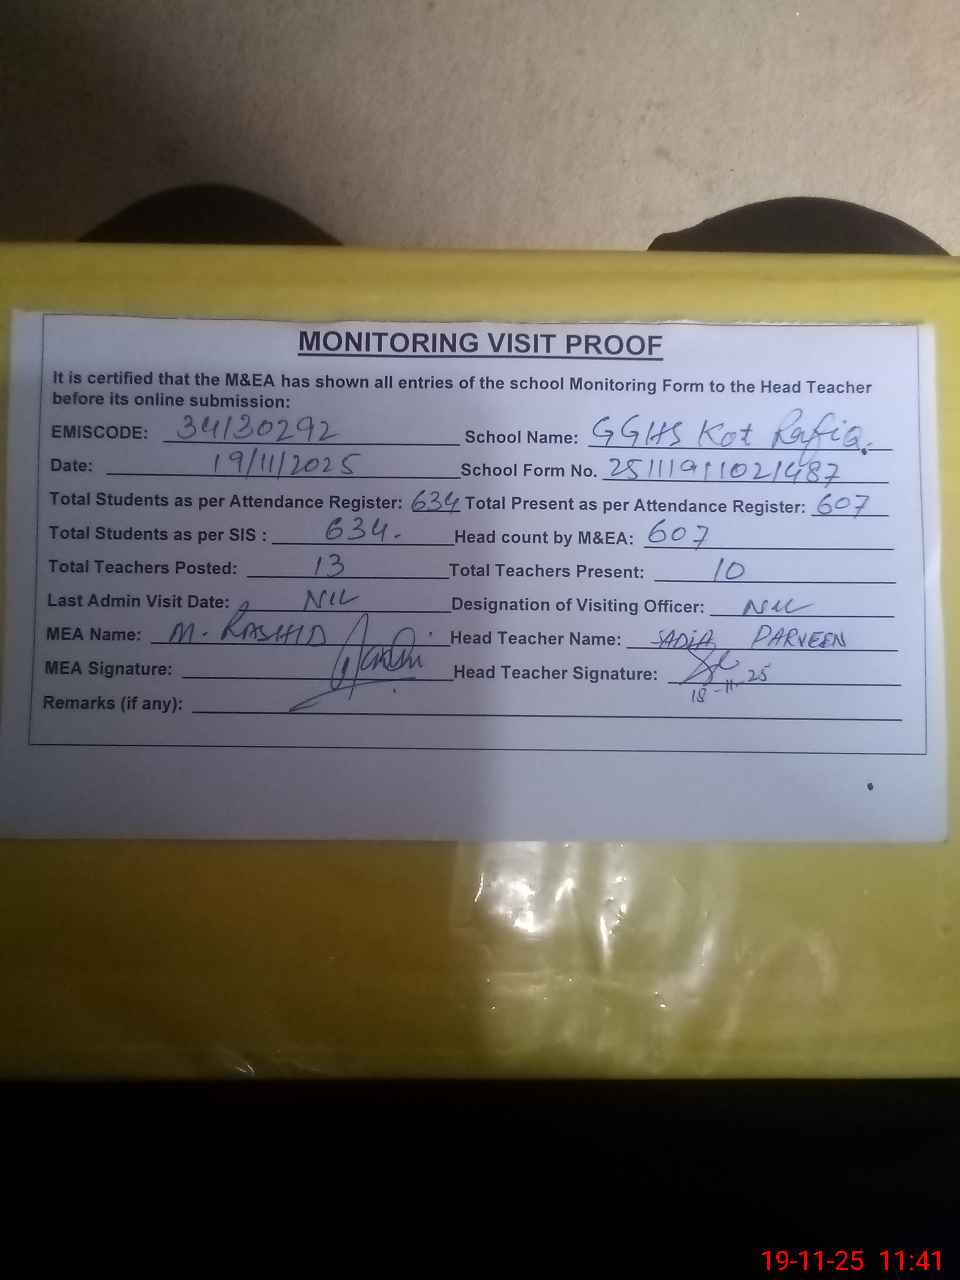 MONITORING VISIT PROOF
It is certified that the M&EA has shown all entries of the school Monitoring Form to the Head Teacher
before its online submission:
EMISCODE: 34130292 School Name: GGHS Kot Rafiq.
Date: 19/11/2025 School Form No. 25111911021487
Total Students as per Attendance Register: 634 Total Present as per Attendance Register: 607
Total Students as per SIS : 634. Head count by M&EA: 607
Total Teachers Posted: 13 Total Teachers Present: 10
Last Admin Visit Date: NIL Designation of Visiting Officer: NIL
MEA Name: M. RASHID Head Teacher Name: SADIA PARVEEN
MEA Signature: Head Teacher Signature:
18-11-25
Remarks (if any):
19-11-25 11:41